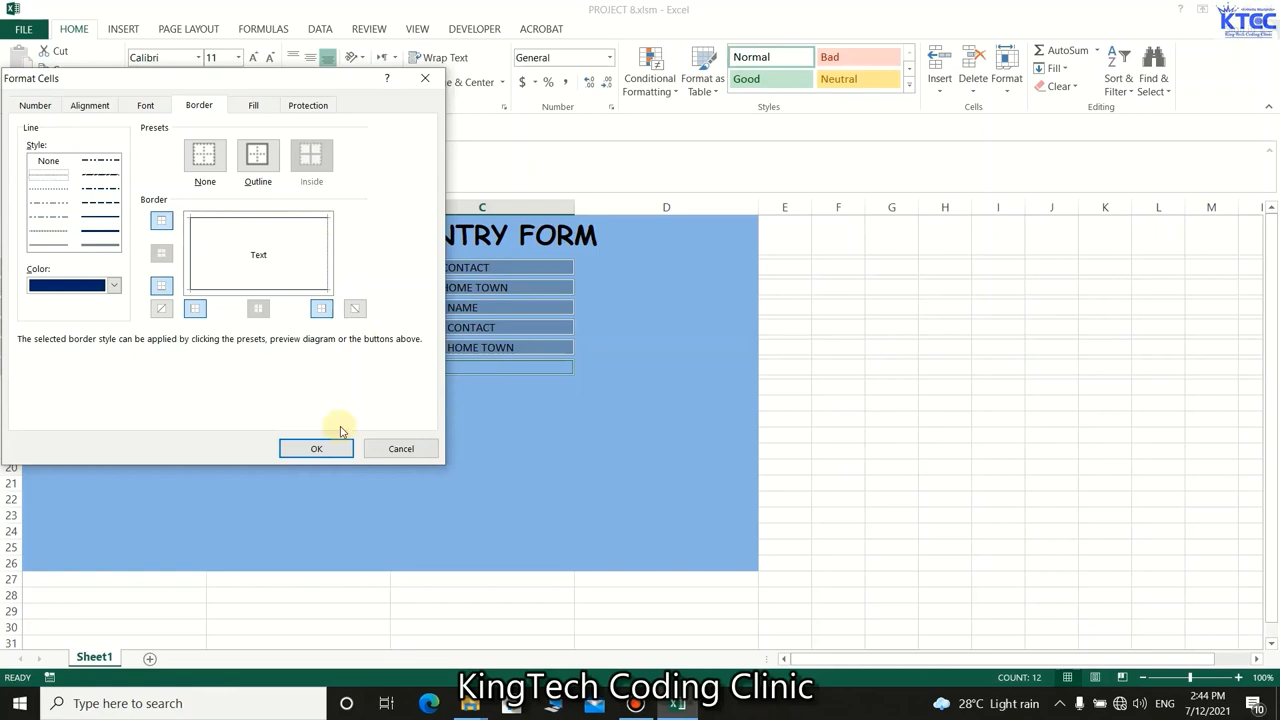 PROJECT 8.xlsm - Excel
KTCC
King Tech Coding Clinic
FILE HOME INSERT PAGE LAYOUT FORMULAS DATA REVIEW VIEW DEVELOPER ACROBAT
Cut Calibri 11 Wrap Text General Conditional Formatting Format as Table Normal Bad Good Neutral Insert Delete Format AutoSum Fill Clear Sort & Filter Find & Select
e & Center $ % ,
Number Styles Cells Editing
Format Cells ? ×
Number Alignment Font Border Fill Protection
Line Presets
Style:
None
None Outline Inside
Border
Text
Color:
The selected border style can be applied by clicking the presets, preview diagram or the buttons above.
OK Cancel
C D E F G H I J K L M
NTRY FORM
CONTACT
HOME TOWN
NAME
CONTACT
HOME TOWN
20
21
22
23
24
25
26
27
28
29
30
31
Sheet1
READY COUNT: 12 100%
KingTech Coding Clinic
Type here to search
28°C Light rain ENG 2:44 PM 7/12/2021 10